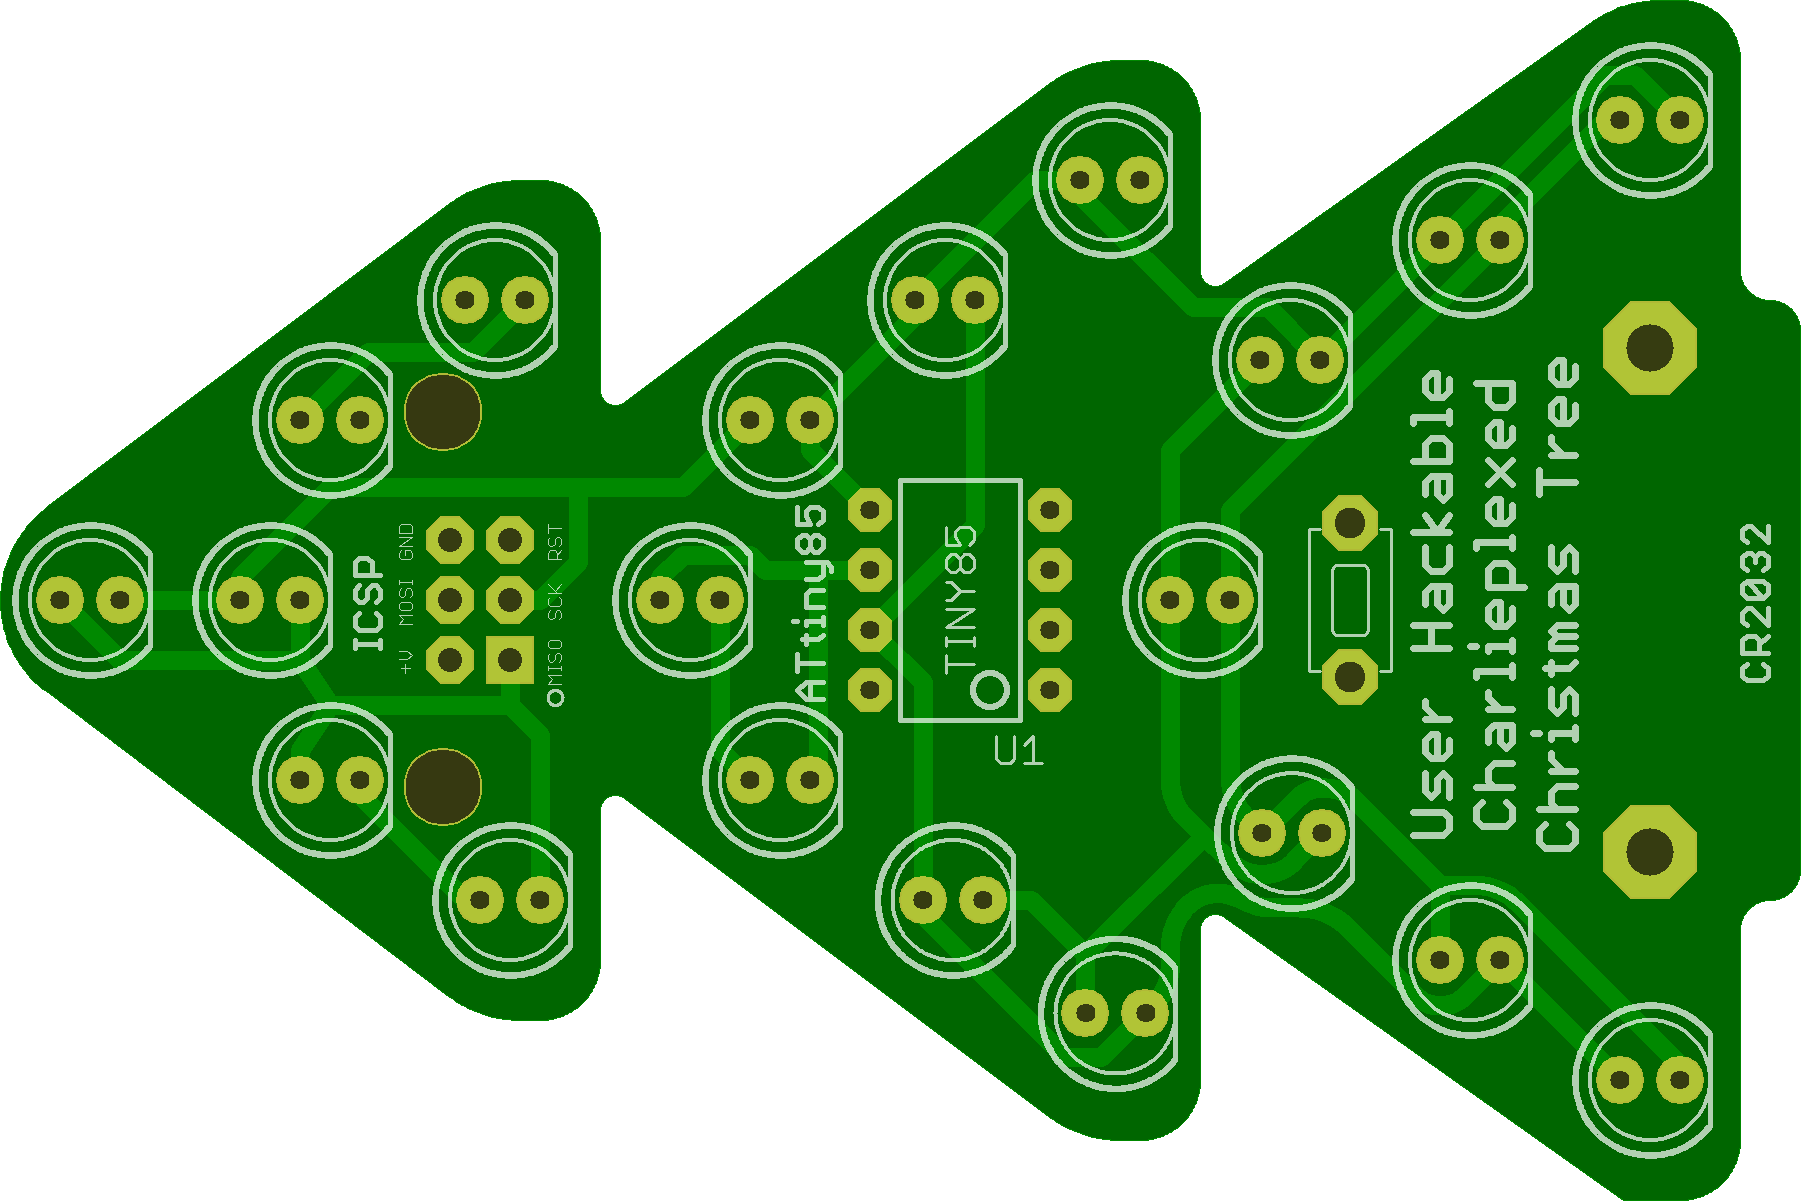 GND
MOSI
+V
ICSP
RST
SCK
MISO
ATTiny85
TINY85
U1
User Hackable
Charlieplexed
Christmas Tree
CR2032